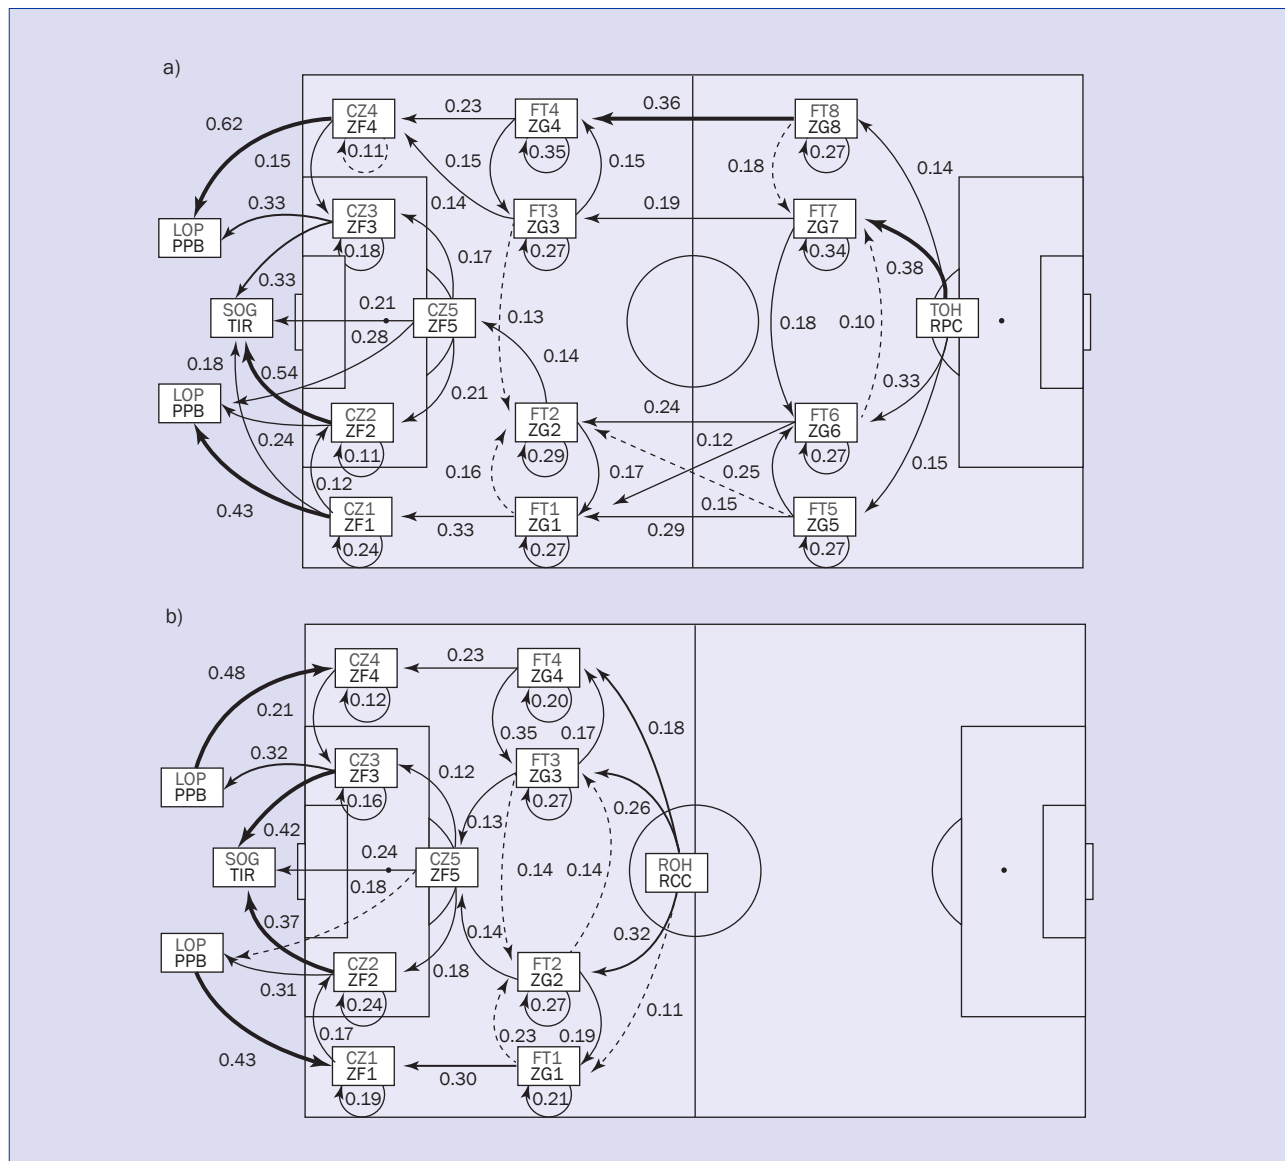 a)
CZ4
ZF4
0.23
FT4
ZG4
0.36
FT8
ZG8
0.62
0.11
0.35
0.27
0.15
0.15
0.15
0.18
0.14
0.33
CZ3
ZF3
0.14
FT3
ZG3
0.19
FT7
ZG7
LOP
PPB
0.18
0.27
0.34
0.17
0.38
0.33
SOG
TIR
0.21
CZ5
ZF5
0.13
0.18
0.10
TOH
RPC
0.28
0.14
0.18
0.54
0.33
LOP
PPB
0.21
CZ2
ZF2
FT2
ZG2
0.24
FT6
ZG6
0.24
0.11
0.29
0.12
0.27
0.12
0.16
0.17
0.25
0.15
0.15
0.43
CZ1
ZF1
0.33
FT1
ZG1
0.29
FT5
ZG5
0.24
0.27
0.27
b)
CZ4
ZF4
0.23
FT4
ZG4
0.48
0.12
0.20
0.21
0.35
0.17
0.18
0.32
CZ3
ZF3
0.12
FT3
ZG3
LOP
PPB
0.16
0.27
0.26
0.42
0.13
SOG
TIR
0.24
CZ5
ZF5
0.14
0.14
ROH
RCC
0.18
0.37
0.14
0.32
LOP
PPB
CZ2
ZF2
0.18
FT2
ZG2
0.31
0.24
0.27
0.11
0.17
0.23
0.19
0.43
CZ1
ZF1
0.30
FT1
ZG1
0.19
0.21